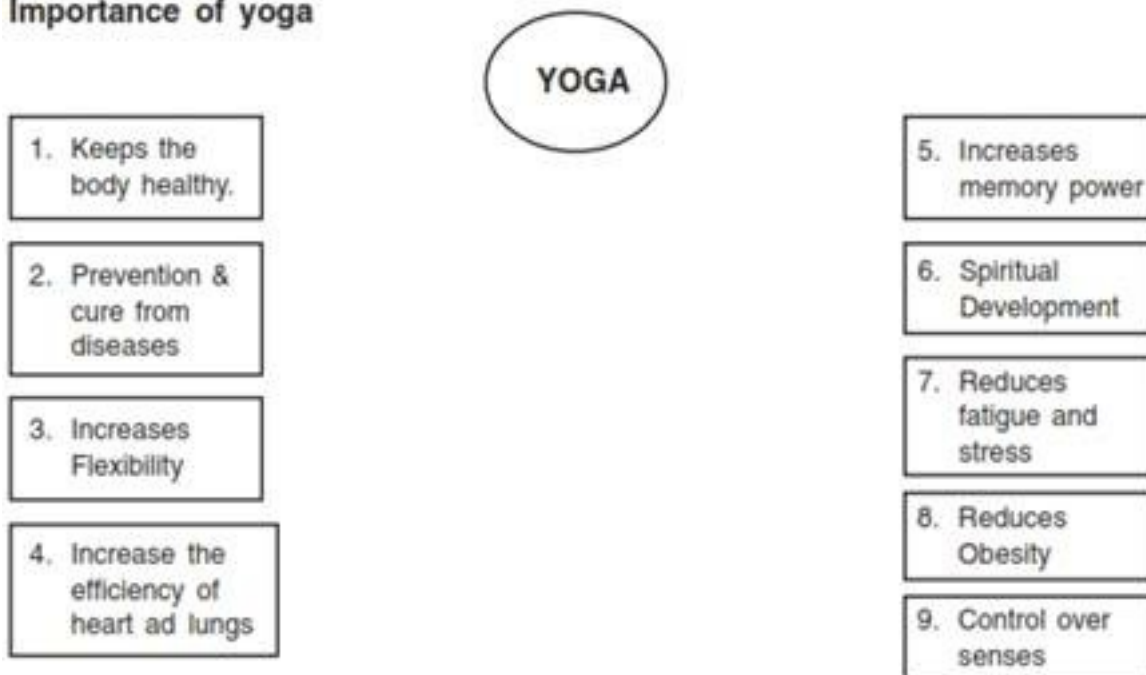 Importance of yoga
YOGA
1. Keeps the
body healthy.
2. Prevention &
cure from
diseases
3. Increases
Flexibility
4. Increase the
efficiency of
heart ad lungs
5. Increases
memory power
6. Spiritual
Development
7. Reduces
fatigue and
stress
8. Reduces
Obesity
9. Control over
senses